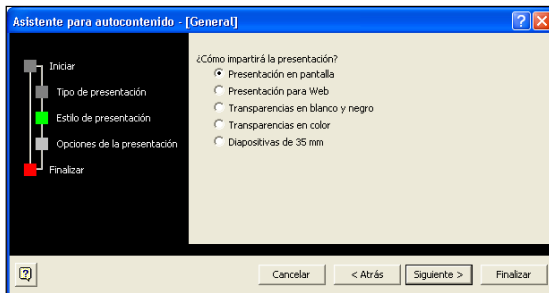 Asistente para autocontenido - [General]
Iniciar
Tipo de presentación
Estilo de presentación
Opciones de la presentación
Finalizar
¿Cómo impartirá la presentación?
Presentación en pantalla
Presentación para Web
Transparencias en blanco y negro
Transparencias en color
Diapositivas de 35 mm
Cancelar
< Atrás
Siguiente >
Finalizar